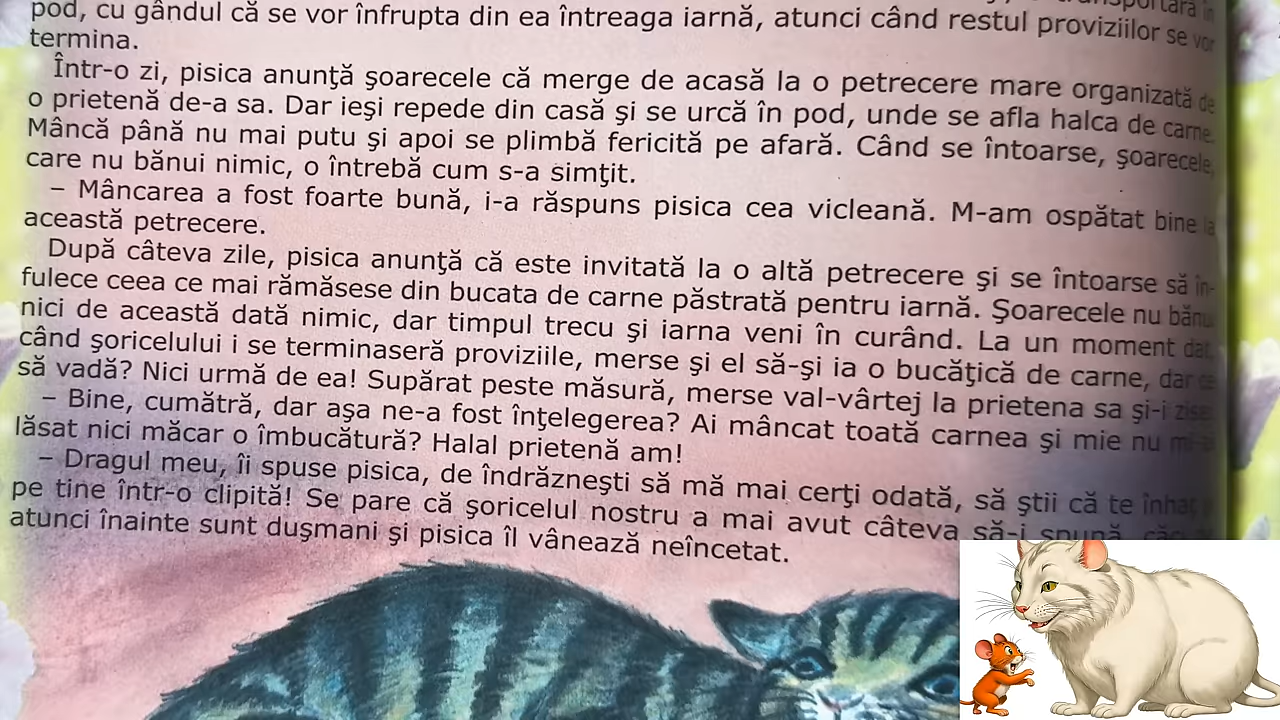 pod, cu gândul că se vor înfrupta din ea întreaga iarnă, atunci când restul proviziilor se vor
termina.
Într-o zi, pisica anunţă şoarecele că merge de acasă la o petrecere mare organizată de
o prietenă de-a sa. Dar ieşi repede din casă şi se urcă în pod, unde se afla halca de carne.
Mâncă până nu mai putu şi apoi se plimbă fericită pe afară. Când se întoarse, şoarecele,
care nu bănui nimic, o întrebă cum s-a simţit.
– Mâncarea a fost foarte bună, i-a răspuns pisica cea vicleană. M-am ospătat bine la
această petrecere.
După câteva zile, pisica anunţă că este invitată la o altă petrecere şi se întoarse să în-
fulece ceea ce mai rămăsese din bucata de carne păstrată pentru iarnă. Şoarecele nu bănui
nici de această dată nimic, dar timpul trecu şi iarna veni în curând. La un moment dat,
când şoricelului i se terminaseră proviziile, merse şi el să-şi ia o bucăţică de carne, dar ce
să vadă? Nici urmă de ea! Supărat peste măsură, merse val-vârtej la prietena sa şi-i zise:
– Bine, cumătră, dar aşa ne-a fost înţelegerea? Ai mâncat toată carnea şi mie nu mi-ai
lăsat nici măcar o îmbucătură? Halal prietenă am!
– Dragul meu, îi spuse pisica, de îndrăzneşti să mă mai cerţi odată, să ştii că te înhaţ
pe tine într-o clipită! Se pare că şoricelul nostru a mai avut câteva să-i spună,
atunci înainte sunt duşmani şi pisica îl vânează neîncetat.